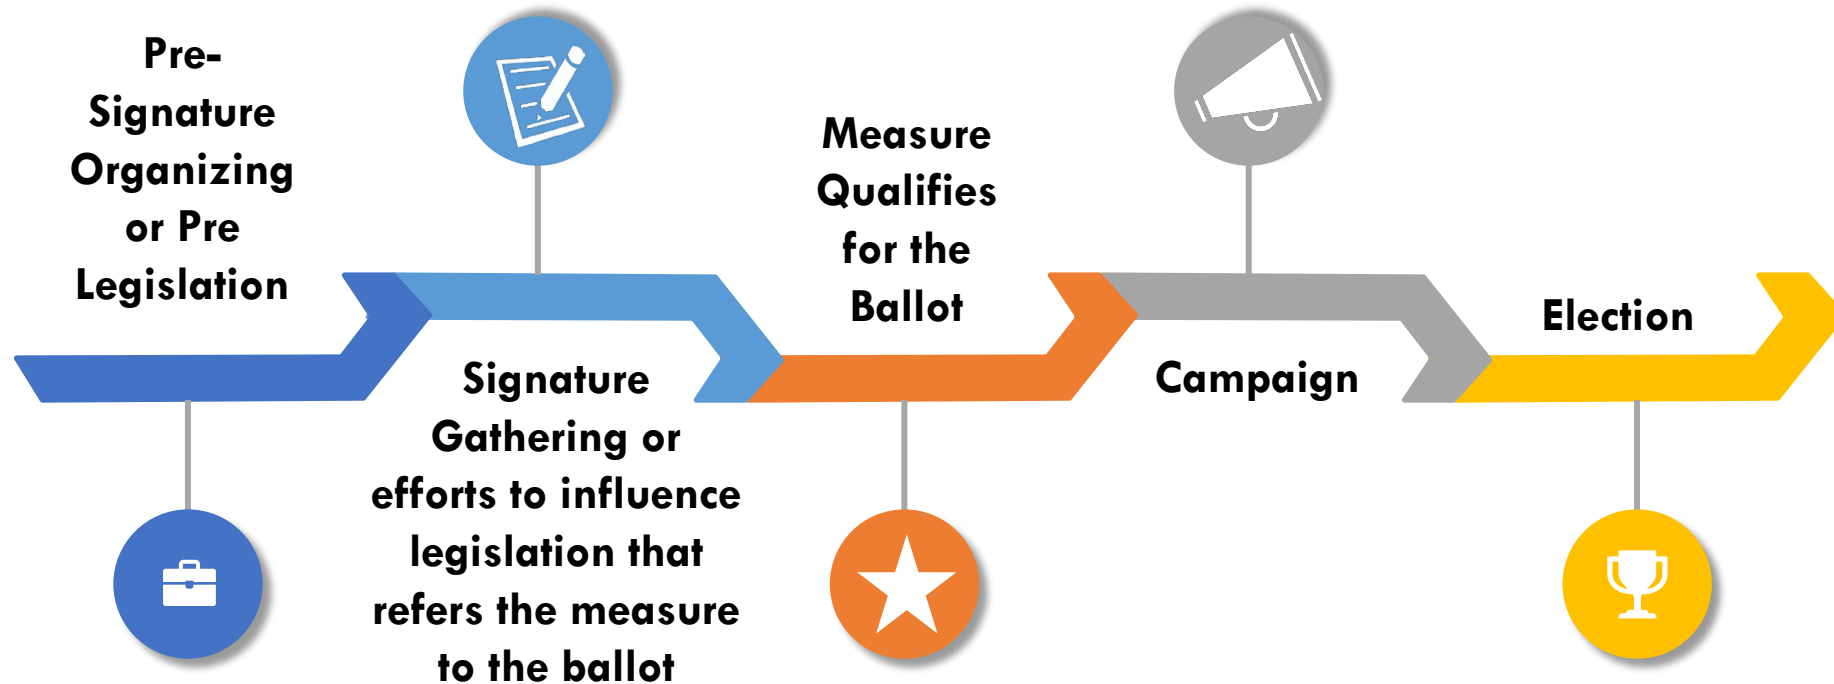 Pre-
Signature
Organizing
or Pre
Legislation
Signature
Gathering or
efforts to influence
legislation that
refers the measure
to the ballot
Measure
Qualifies
for the
Ballot
Campaign
Election